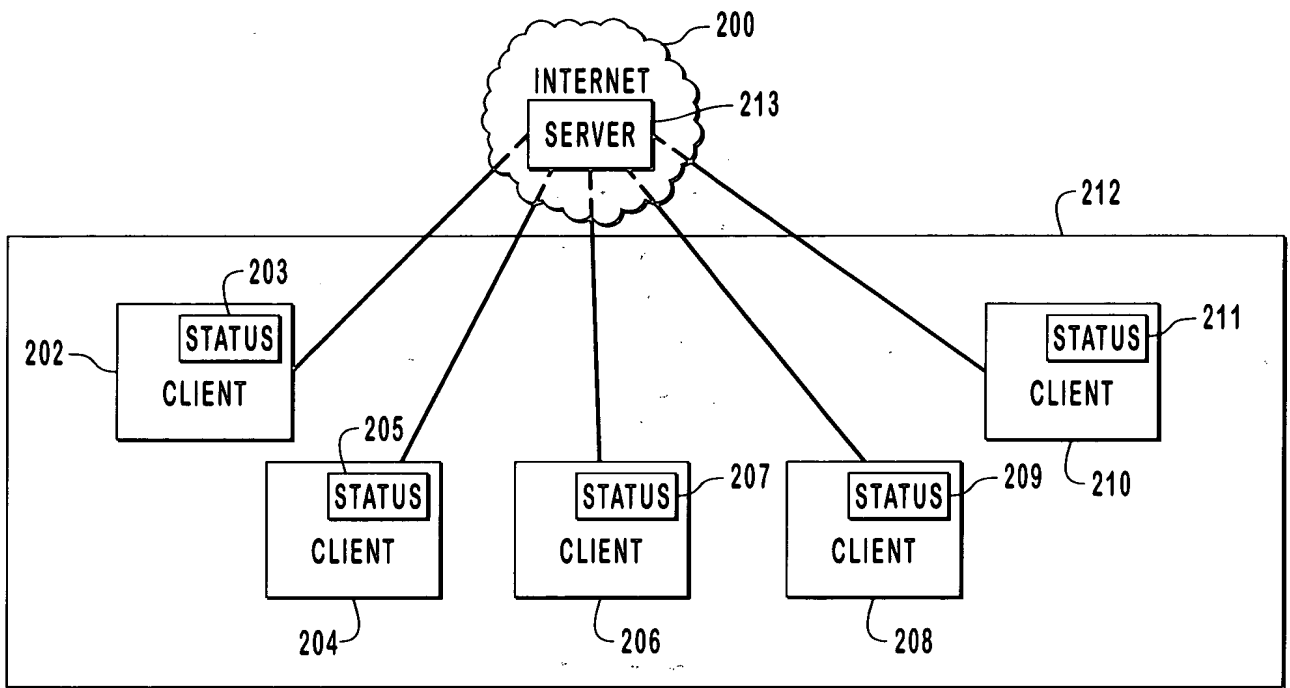 200
INTERNET
213
SERVER
212
203
STATUS
202
CLIENT
STATUS
211
CLIENT
210
205
STATUS
CLIENT
204
STATUS
207
CLIENT
206
STATUS
209
CLIENT
208